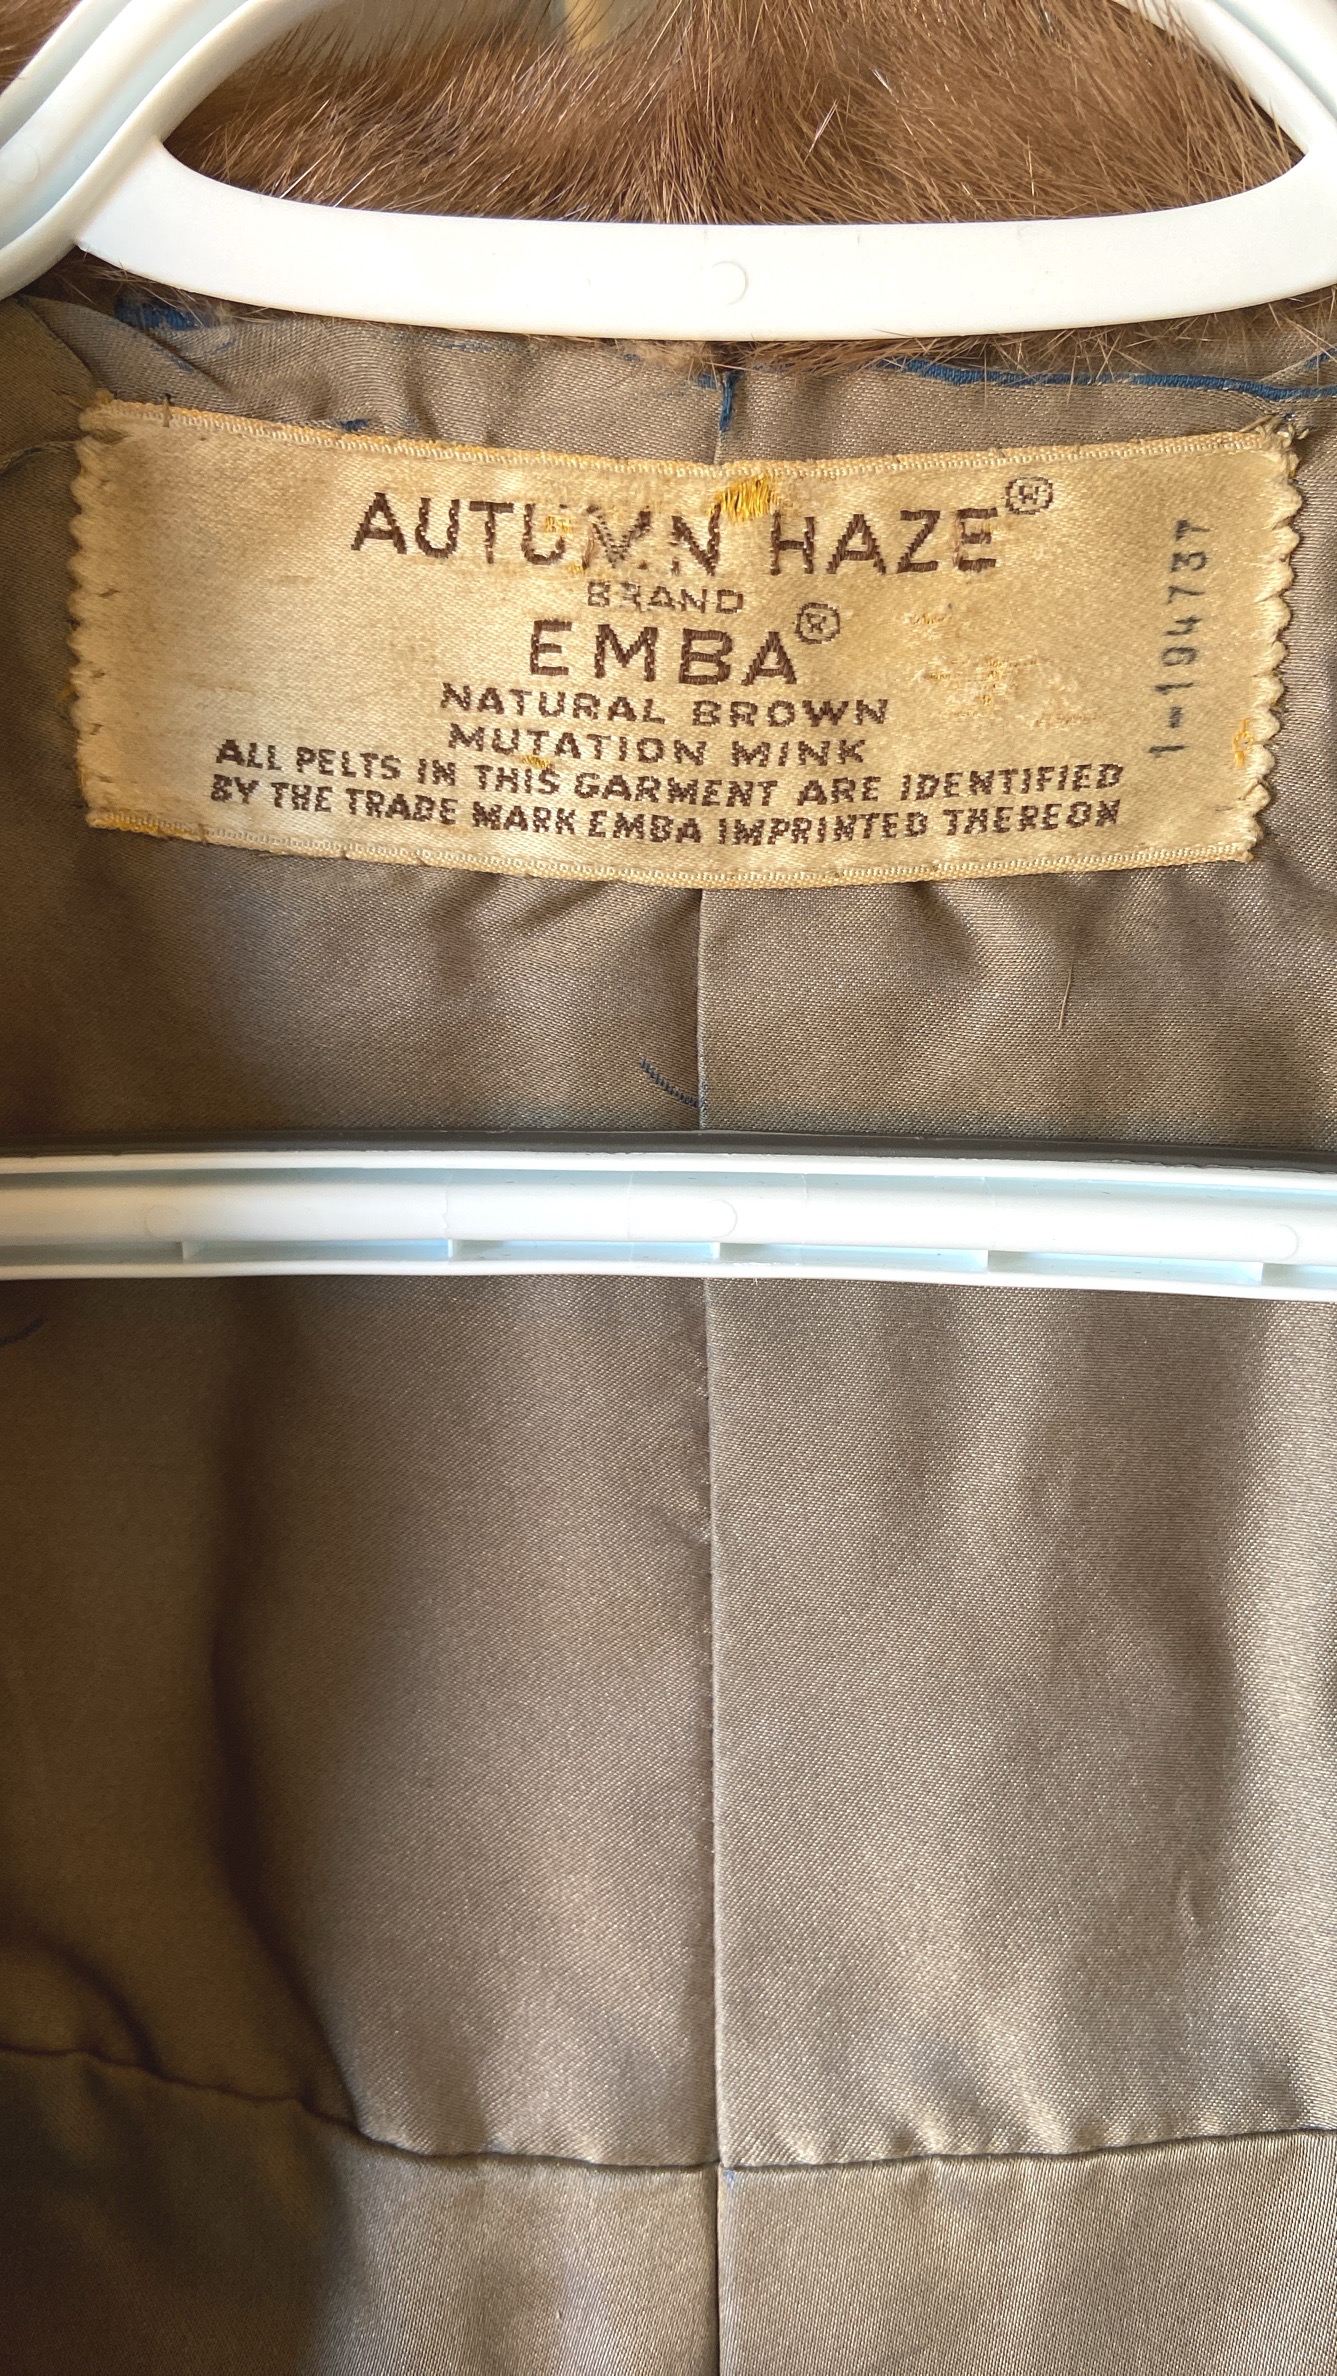 AUTUMN HAZE®
BRAND
EMBA®
NATURAL BROWN
MUTATION MINK
ALL PELTS IN THIS GARMENT ARE IDENTIFIED
BY THE TRADE MARK EMBA IMPRINTED THEREON
1-194737